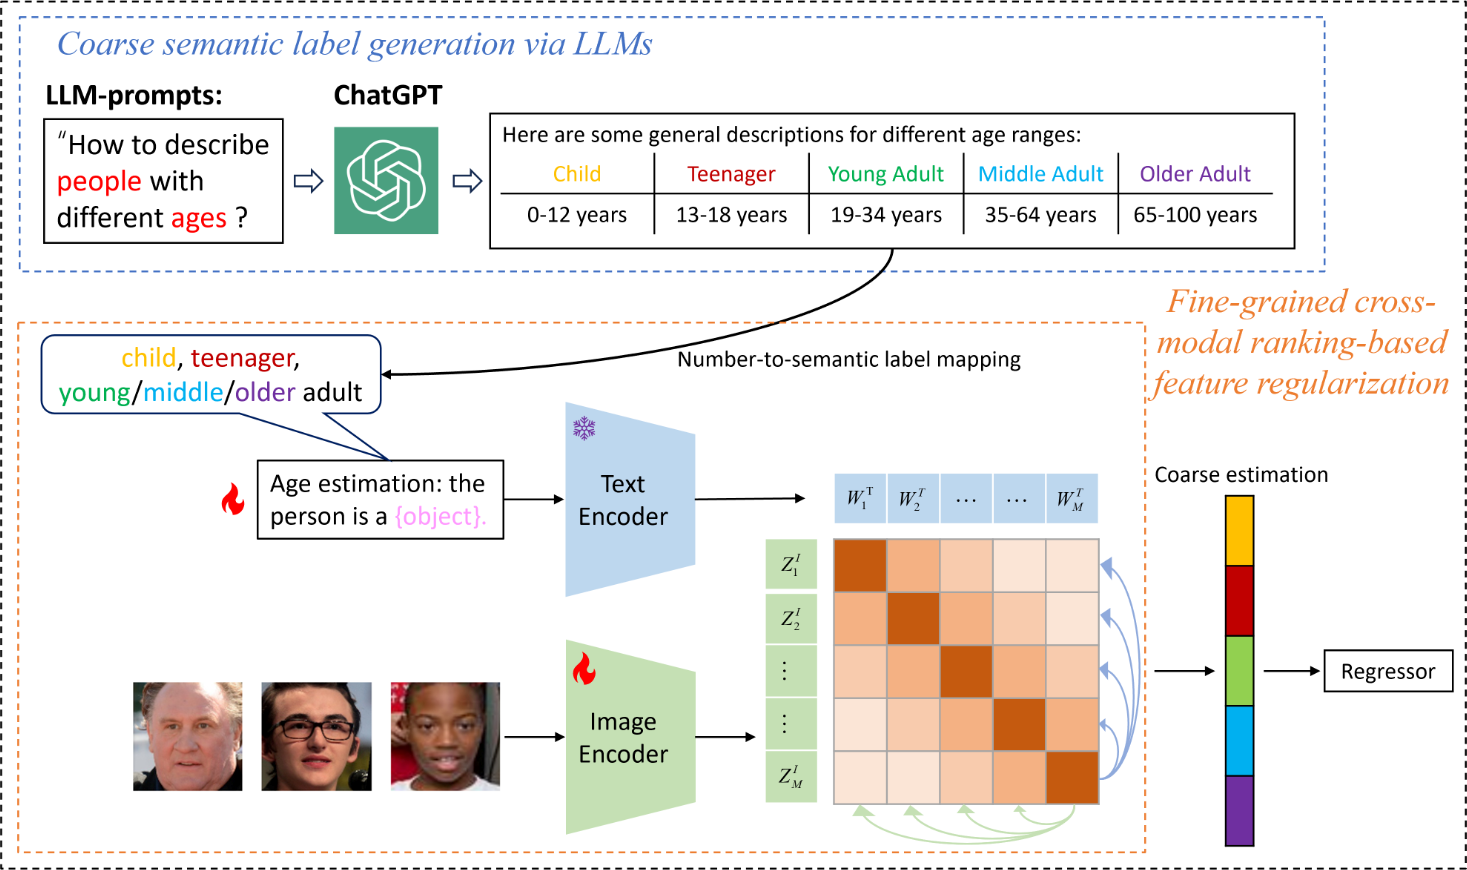 Coarse semantic label generation via LLMs
LLM-prompts:
ChatGPT
“How to describe
people with
different ages ?
Here are some general descriptions for different age ranges:
Child Teenager Young Adult Middle Adult Older Adult
0-12 years 13-18 years 19-34 years 35-64 years 65-100 years
Fine-grained cross-
modal ranking-based
feature regularization
Number-to-semantic label mapping
child, teenager,
young/middle/older adult
Age estimation: the
person is a {object}.
Text
Encoder
Image
Encoder
W_1^T W_2^T ... ... W_M^T
Z_1^I
Z_2^I
⋮
⋮
Z_M^I
Coarse estimation
Regressor